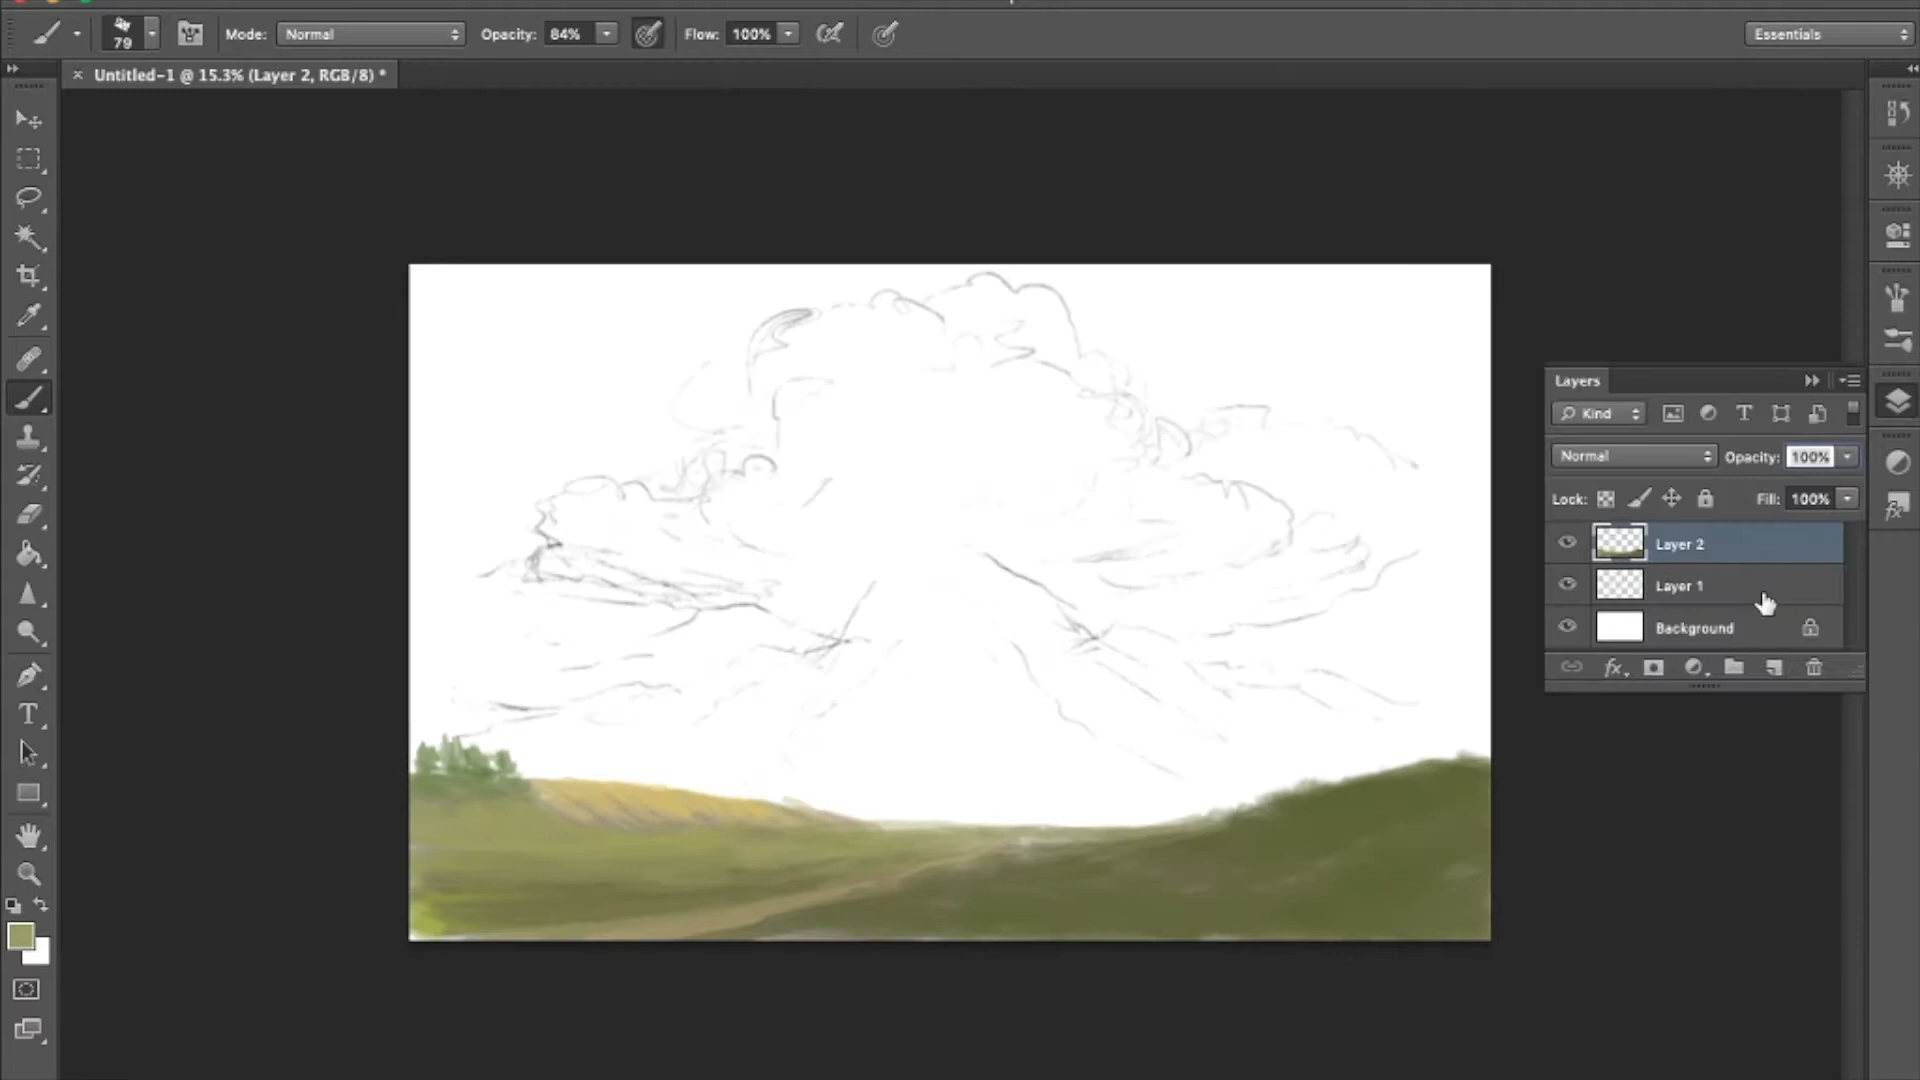 79 Mode: Normal Opacity: 84% Flow: 100% Essentials
Untitled-1 @ 15.3% (Layer 2, RGB/8) *
Layers
Kind
Normal Opacity: 100%
Lock: Fill: 100%
Layer 2
Layer 1
Background